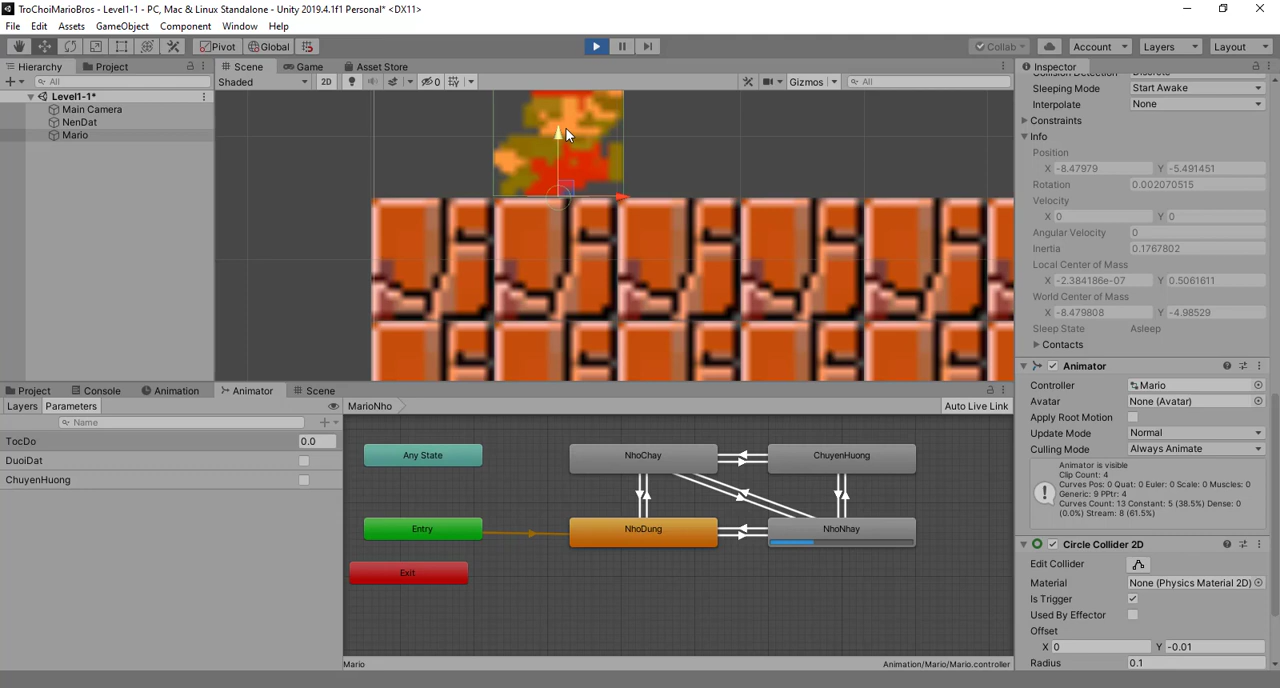 TroChoiMarioBros - Level1-1 - PC, Mac & Linux Standalone - Unity 2019.4.1f1 Personal* <DX11>
File Edit Assets GameObject Component Window Help
Pivot Global Collab Account Layers Layout
Hierarchy Project
All
Level1-1*
Main Camera
NenDat
Mario
Scene Game Asset Store
Shaded 2D 0 Gizmos All
Inspector
Sleeping Mode Start Awake
Interpolate None
Constraints
Info
Position
X -8.47979 Y -5.491451
Rotation 0.002070515
Velocity
X 0 Y 0
Angular Velocity 0
Inertia 0.1767802
Local Center of Mass
X -2.384186e-07 Y 0.5061611
World Center of Mass
X -8.479808 Y -4.98529
Sleep State Asleep
Contacts
Animator
Controller Mario
Avatar None (Avatar)
Apply Root Motion
Update Mode Normal
Culling Mode Always Animate
Animator is visible
Clip Count: 4
Curves Pos: 0 Quat: 0 Euler: 0 Scale: 0 Muscles: 0
Generic: 9 PPtr: 4
Curves Count: 13 Constant: 5 (38.5%) Dense: 0
(0.0%) Stream: 8 (61.5%)
Circle Collider 2D
Edit Collider
Material None (Physics Material 2D)
Is Trigger
Used By Effector
Offset
X 0 Y -0.01
Radius 0.1
Project Console Animation Animator Scene
Layers Parameters MarioNho Auto Live Link
Name
TocDo 0.0
DuoiDat
ChuyenHuong
Any State NhoChay ChuyenHuong
Entry NhoDung NhoNhay
Exit
Mario Animation/Mario/Mario.controller